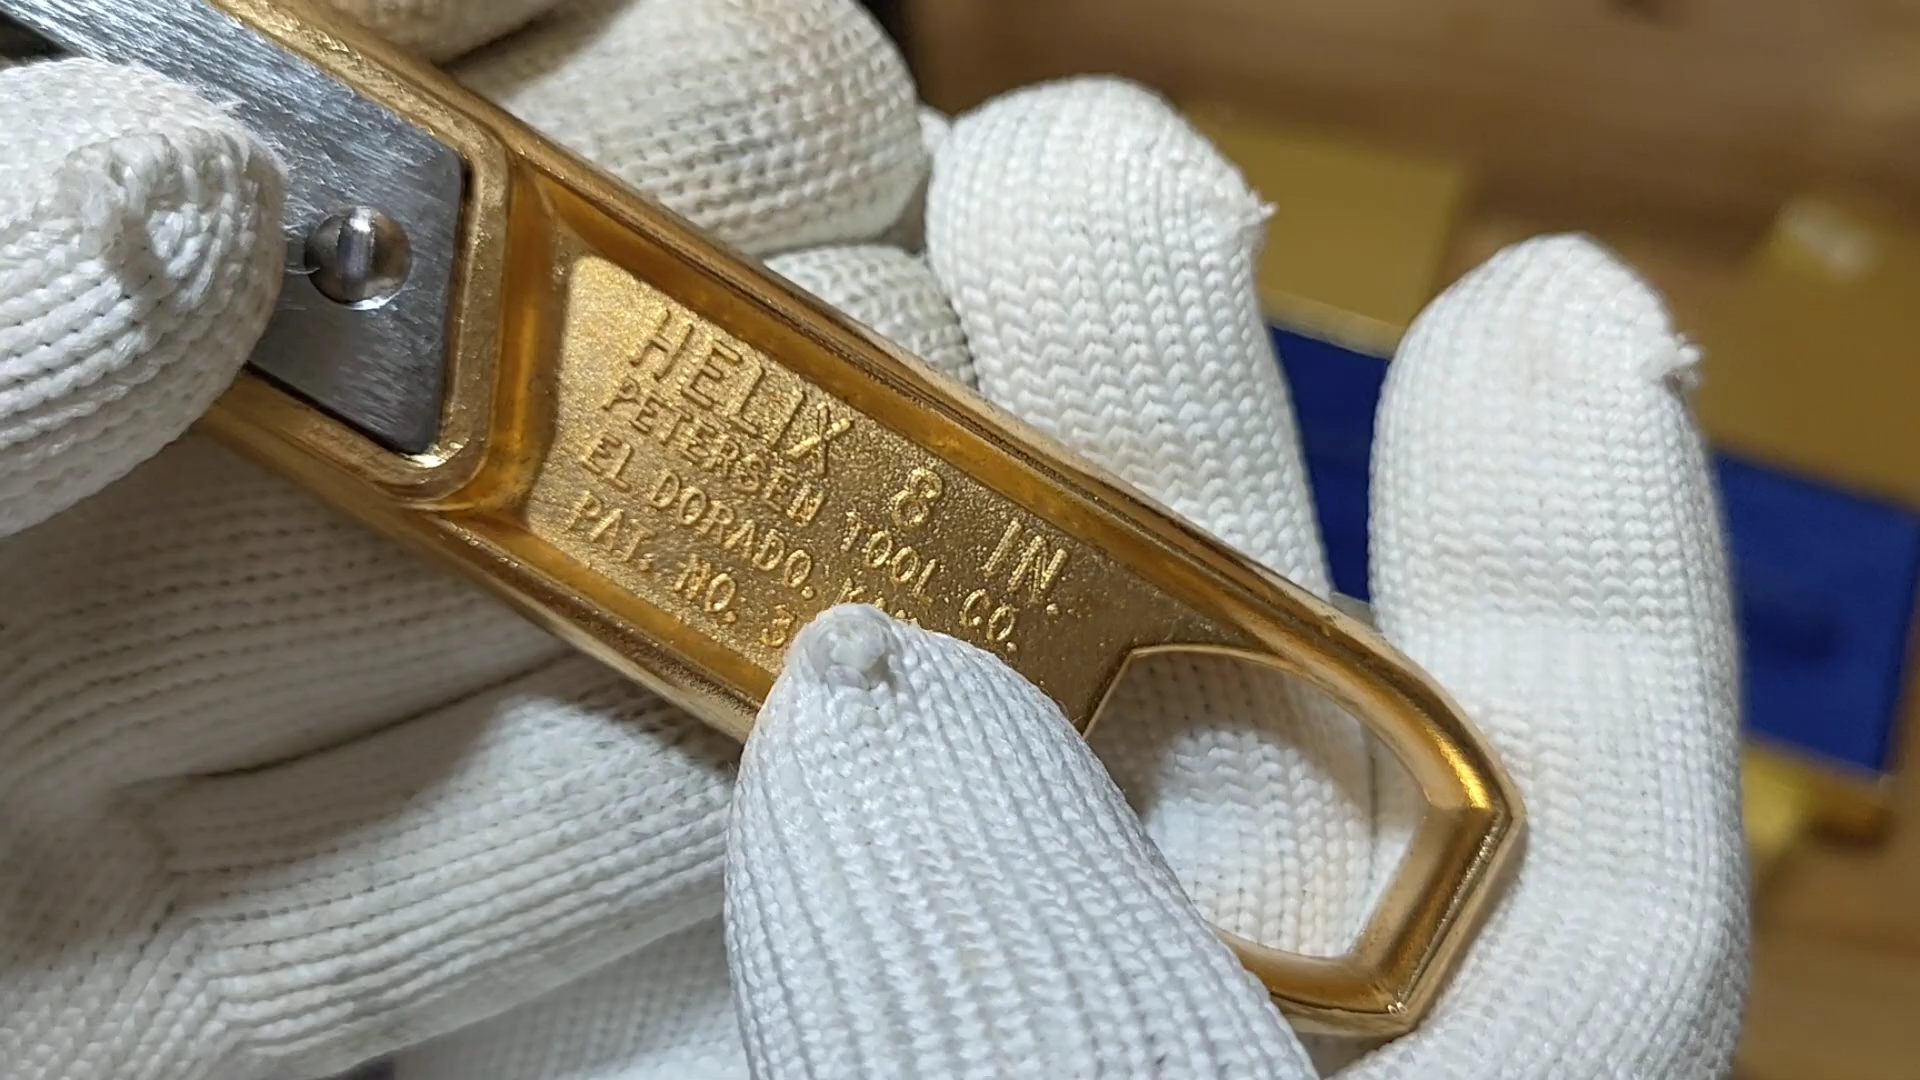 HELIX 8 IN.
PETERSEN TOOL CO.
EL DORADO,
PAT. NO.